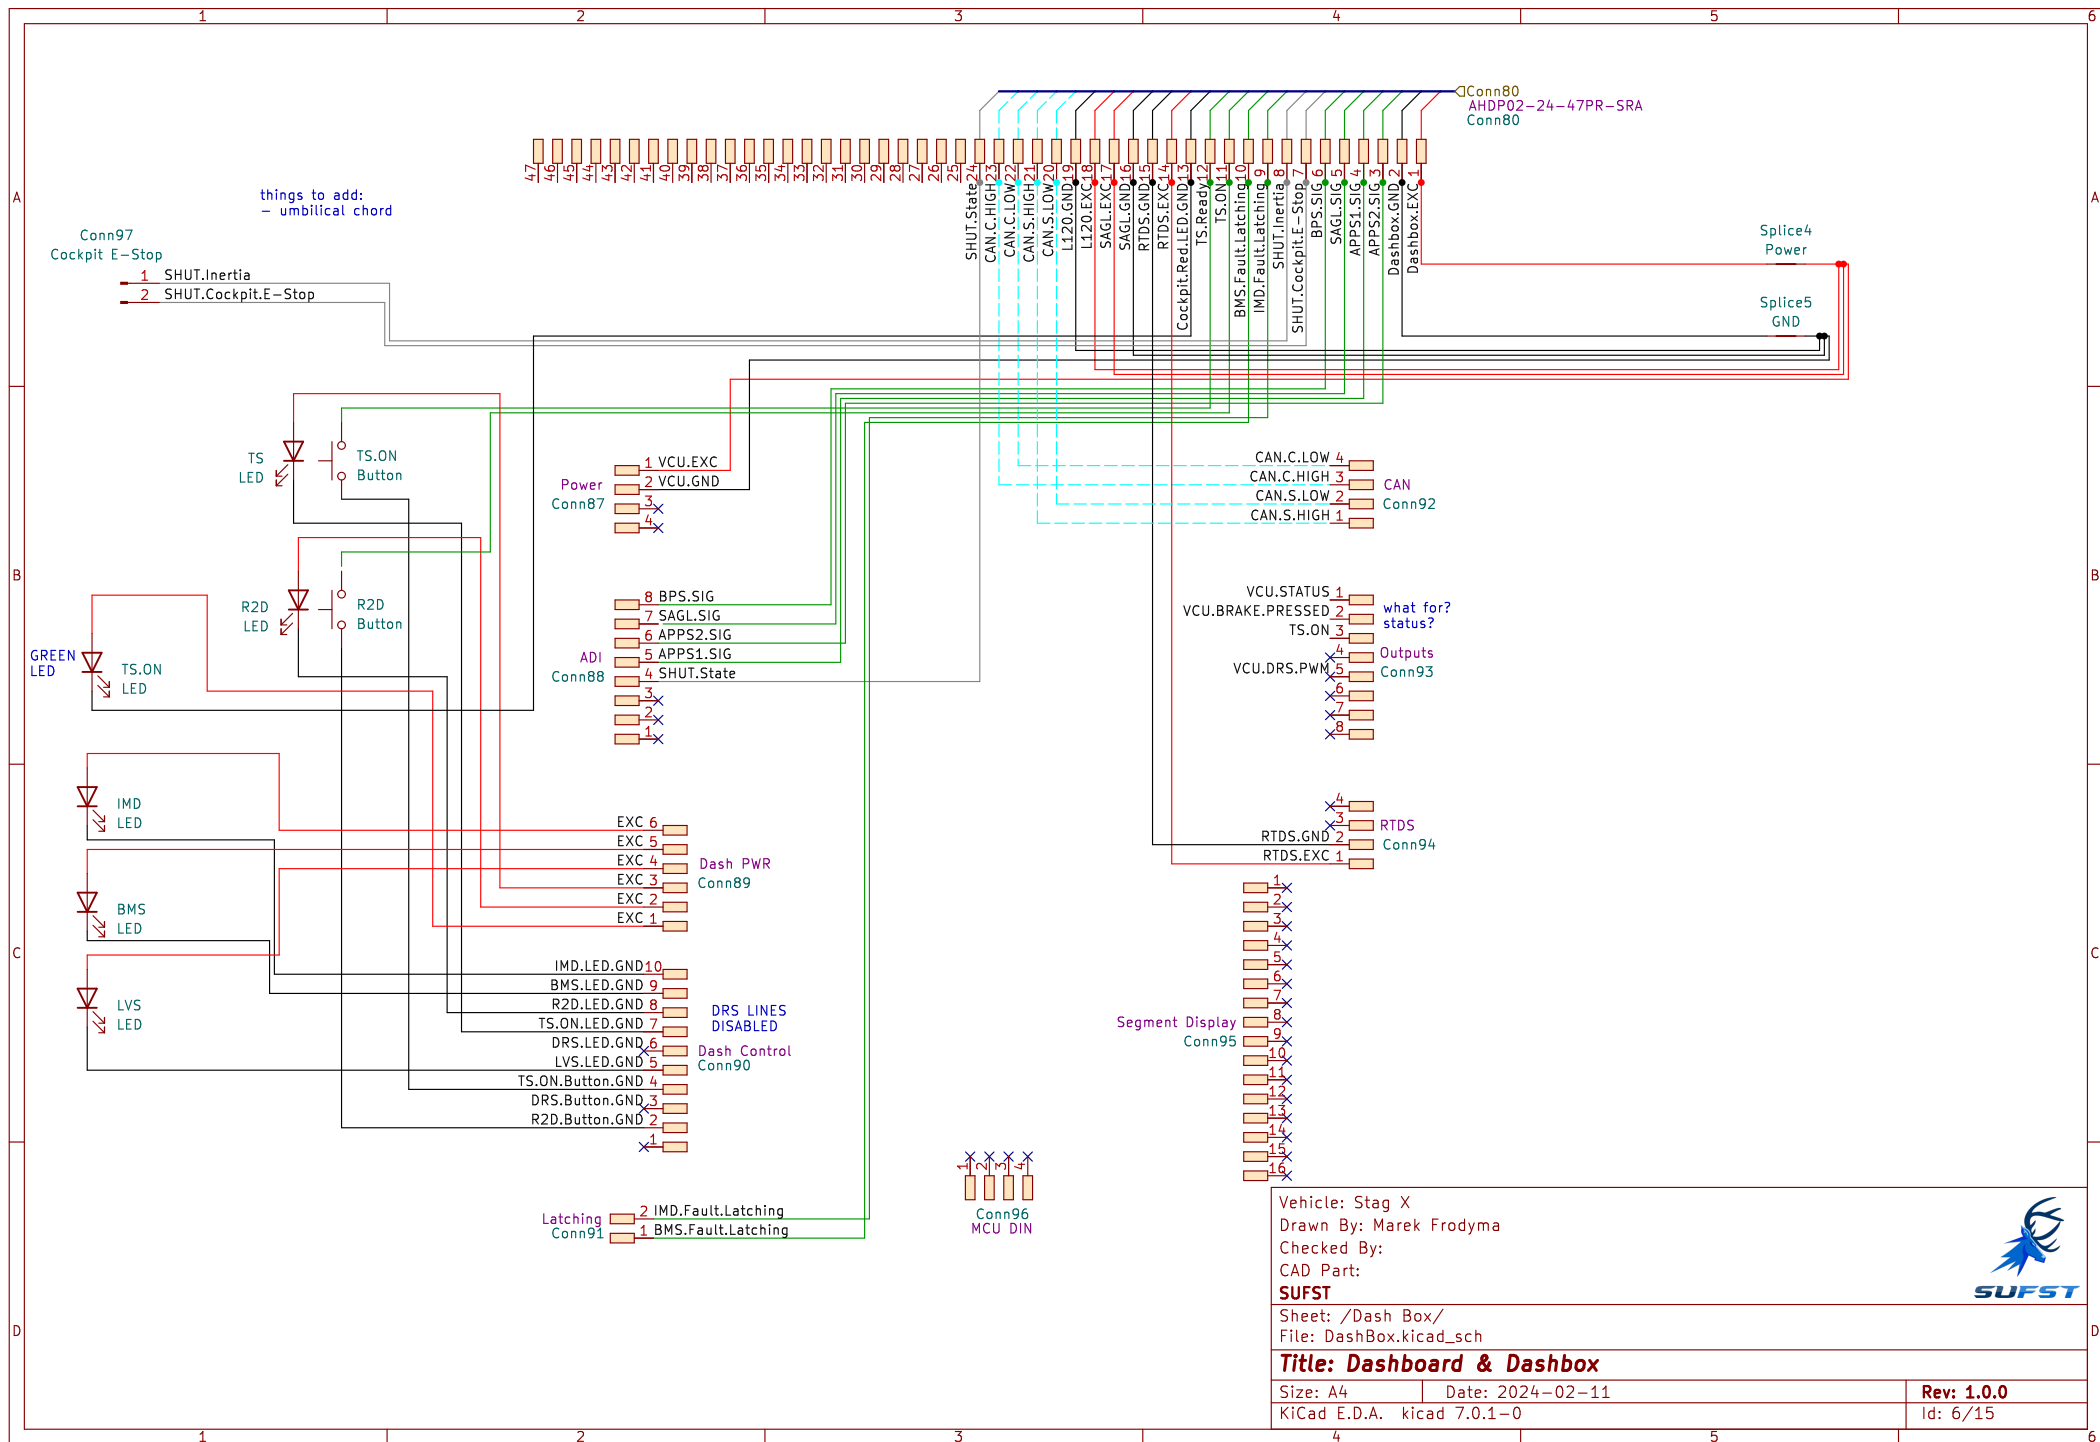 1 2 3 4 5 6
Conn80
AHDP02-24-47PR-SRA
Conn80
47 46 45 44 43 42 41 40 39 38 37 36 35 34 33 32 31 30 29 28 27 26 25 24 23 22 21 20 19 18 17 16 15 14 13 12 11 10 9 8 7 6 5 4 3 2 1
SHUT.State
CAN.C.HIGH
CAN.C.LOW
CAN.S.HIGH
CAN.S.LOW
L120.GND
L120.EXC
SAGL.EXC
SAGL.GND
RTDS.GND
RTDS.EXC
Cockpit.Red.LED.GND
TS.Ready
TS.ON
BMS.Fault.Latching
IMD.Fault.Latching
SHUT.Inertia
SHUT.Cockpit.E-Stop
BPS.SIG
SAGL.SIG
APPS1.SIG
APPS2.SIG
Dashbox.GND
Dashbox.EXC
A
A
things to add:
- umbilical chord
Conn97
Cockpit E-Stop
1 SHUT.Inertia
2 SHUT.Cockpit.E-Stop
Splice4
Power
Splice5
GND
TS
LED
TS.ON
Button
1 VCU.EXC
2 VCU.GND
3
4
Power
Conn87
CAN.C.LOW 4
CAN.C.HIGH 3
CAN.S.LOW 2
CAN.S.HIGH 1
CAN
Conn92
B
B
R2D
LED
R2D
Button
GREEN
LED
TS.ON
LED
8 BPS.SIG
7 SAGL.SIG
6 APPS2.SIG
5 APPS1.SIG
4 SHUT.State
3
2
1
ADI
Conn88
VCU.STATUS 1
VCU.BRAKE.PRESSED 2
TS.ON 3
4
VCU.DRS.PWM 5
6
7
8
what for?
status?
Outputs
Conn93
IMD
LED
BMS
LED
LVS
LED
EXC 6
EXC 5
EXC 4
EXC 3
EXC 2
EXC 1
Dash PWR
Conn89
4
3
RTDS.GND 2
RTDS.EXC 1
RTDS
Conn94
C
C
IMD.LED.GND 10
BMS.LED.GND 9
R2D.LED.GND 8
TS.ON.LED.GND 7
DRS.LED.GND 6
LVS.LED.GND 5
TS.ON.Button.GND 4
DRS.Button.GND 3
R2D.Button.GND 2
1
DRS LINES
DISABLED
Dash Control
Conn90
1
2
3
4
5
6
7
8
9
10
11
12
13
14
15
16
Segment Display
Conn95
1 2 3 4
Conn96
MCU DIN
2 IMD.Fault.Latching
1 BMS.Fault.Latching
Latching
Conn91
D
D
Vehicle: Stag X
Drawn By: Marek Frodyma
Checked By:
CAD Part:
SUFST
SUFST
Sheet: /Dash Box/
File: DashBox.kicad_sch
Title: Dashboard & Dashbox
Size: A4 Date: 2024-02-11 Rev: 1.0.0
KiCad E.D.A. kicad 7.0.1-0 Id: 6/15
1 2 3 4 5 6